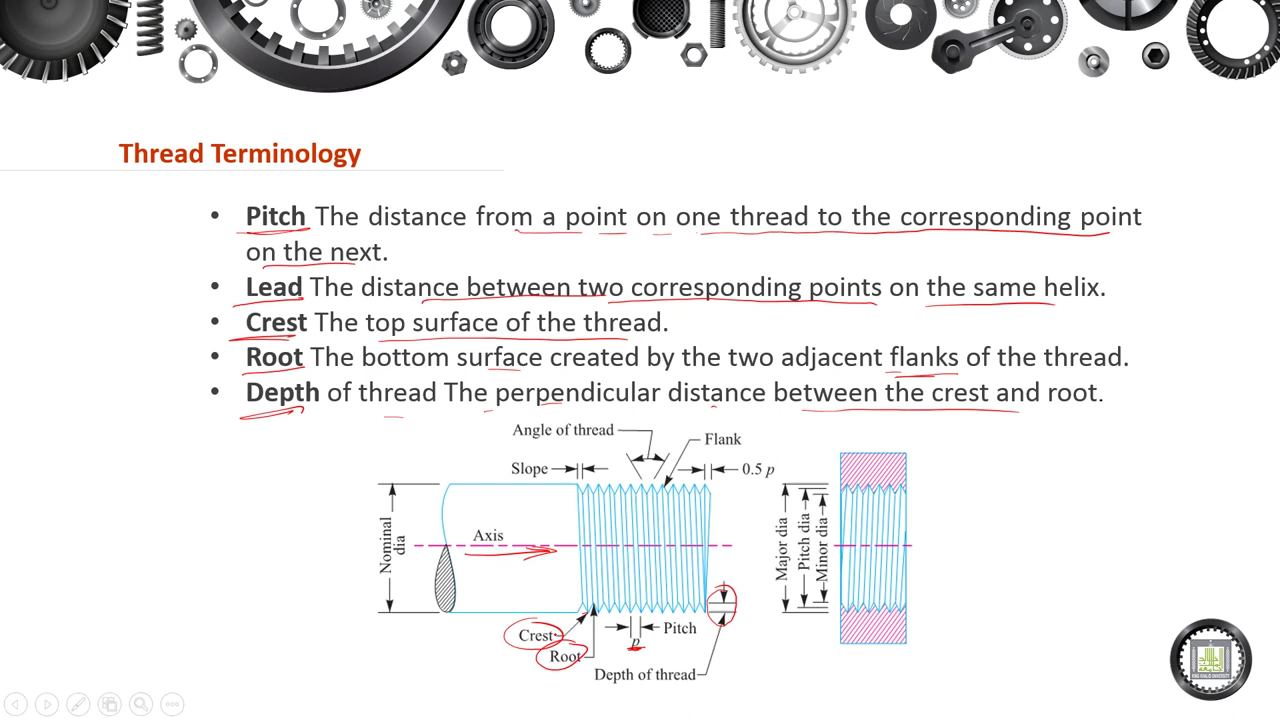 Thread Terminology
• Pitch The distance from a point on one thread to the corresponding point
on the next.
• Lead The distance between two corresponding points on the same helix.
• Crest The top surface of the thread.
• Root The bottom surface created by the two adjacent flanks of the thread.
• Depth of thread The perpendicular distance between the crest and root.
Angle of thread
Flank
Slope
0.5 p
Nominal
dia
Axis
Major dia
Pitch dia
Minor dia
Crest
Root
p
Pitch
Depth of thread
KING KHALID UNIVERSITY